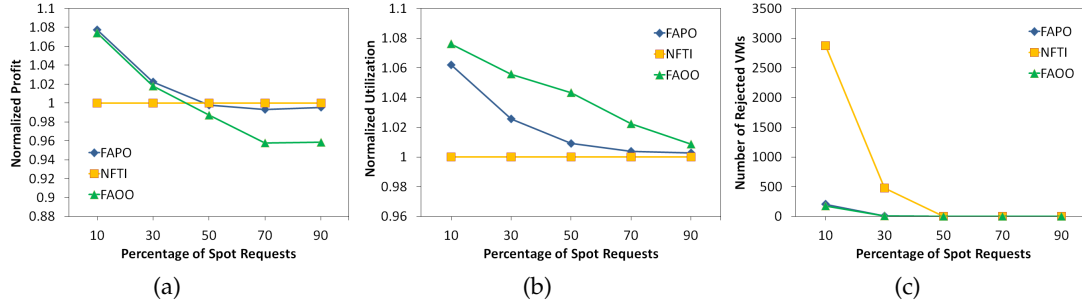 1.1
1.08
1.06
1.04
1.02
1
0.98
0.96
0.94
0.92
0.9
0.88
Normalized Profit
FAPO
NFTI
FAOO
10 30 50 70 90
Percentage of Spot Requests
(a)
1.1
1.08
1.06
1.04
1.02
1
0.98
0.96
Normalized Utilization
FAPO
NFTI
FAOO
10 30 50 70 90
Percentage of Spot Requests
(b)
3500
3000
2500
2000
1500
1000
500
0
Number of Rejected VMs
FAPO
NFTI
FAOO
10 30 50 70 90
Percentage of Spot Requests
(c)